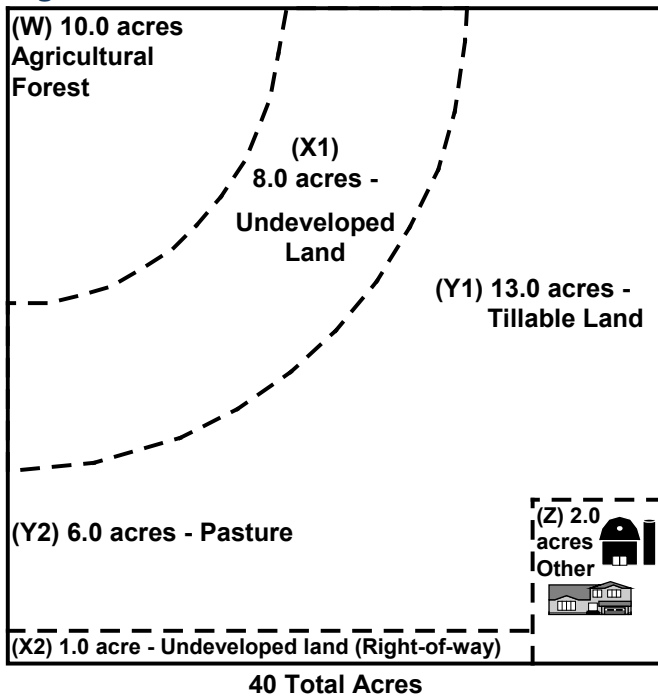 (W) 10.0 acres
Agricultural
Forest
(X1)
8.0 acres -
Undeveloped
Land
(Y1) 13.0 acres -
Tillable Land
(Y2) 6.0 acres - Pasture
(Z) 2.0
acres
Other
(X2) 1.0 acre - Undeveloped land (Right-of-way)
40 Total Acres